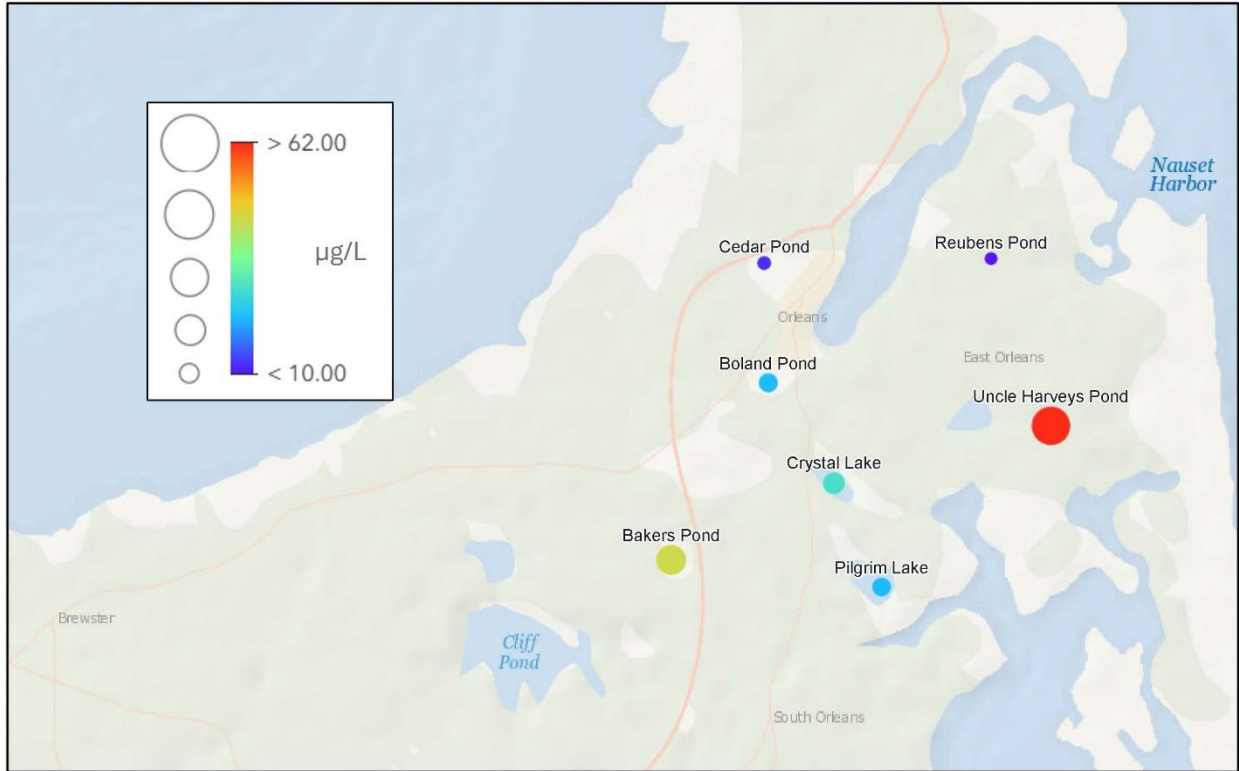 > 62.00
µg/L
< 10.00
Nauset
Harbor
Cedar Pond
Reubens Pond
Orleans
Boland Pond
East Orleans
Uncle Harveys Pond
Crystal Lake
Bakers Pond
Pilgrim Lake
Brewster
Cliff
Pond
South Orleans